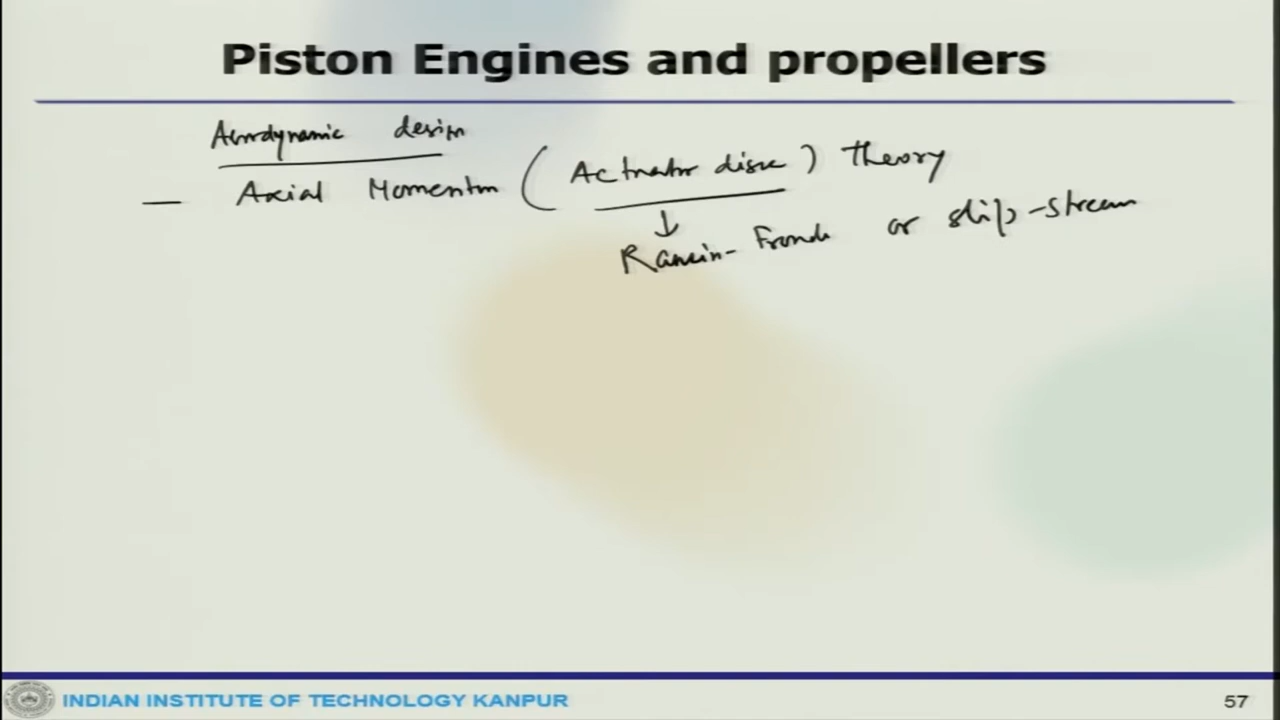 Piston Engines and propellers
Aerodynamic design
— Axial Momentum (Actuator disc) theory
↓
Rankin-Froude or slip-stream
INDIAN INSTITUTE OF TECHNOLOGY KANPUR
57